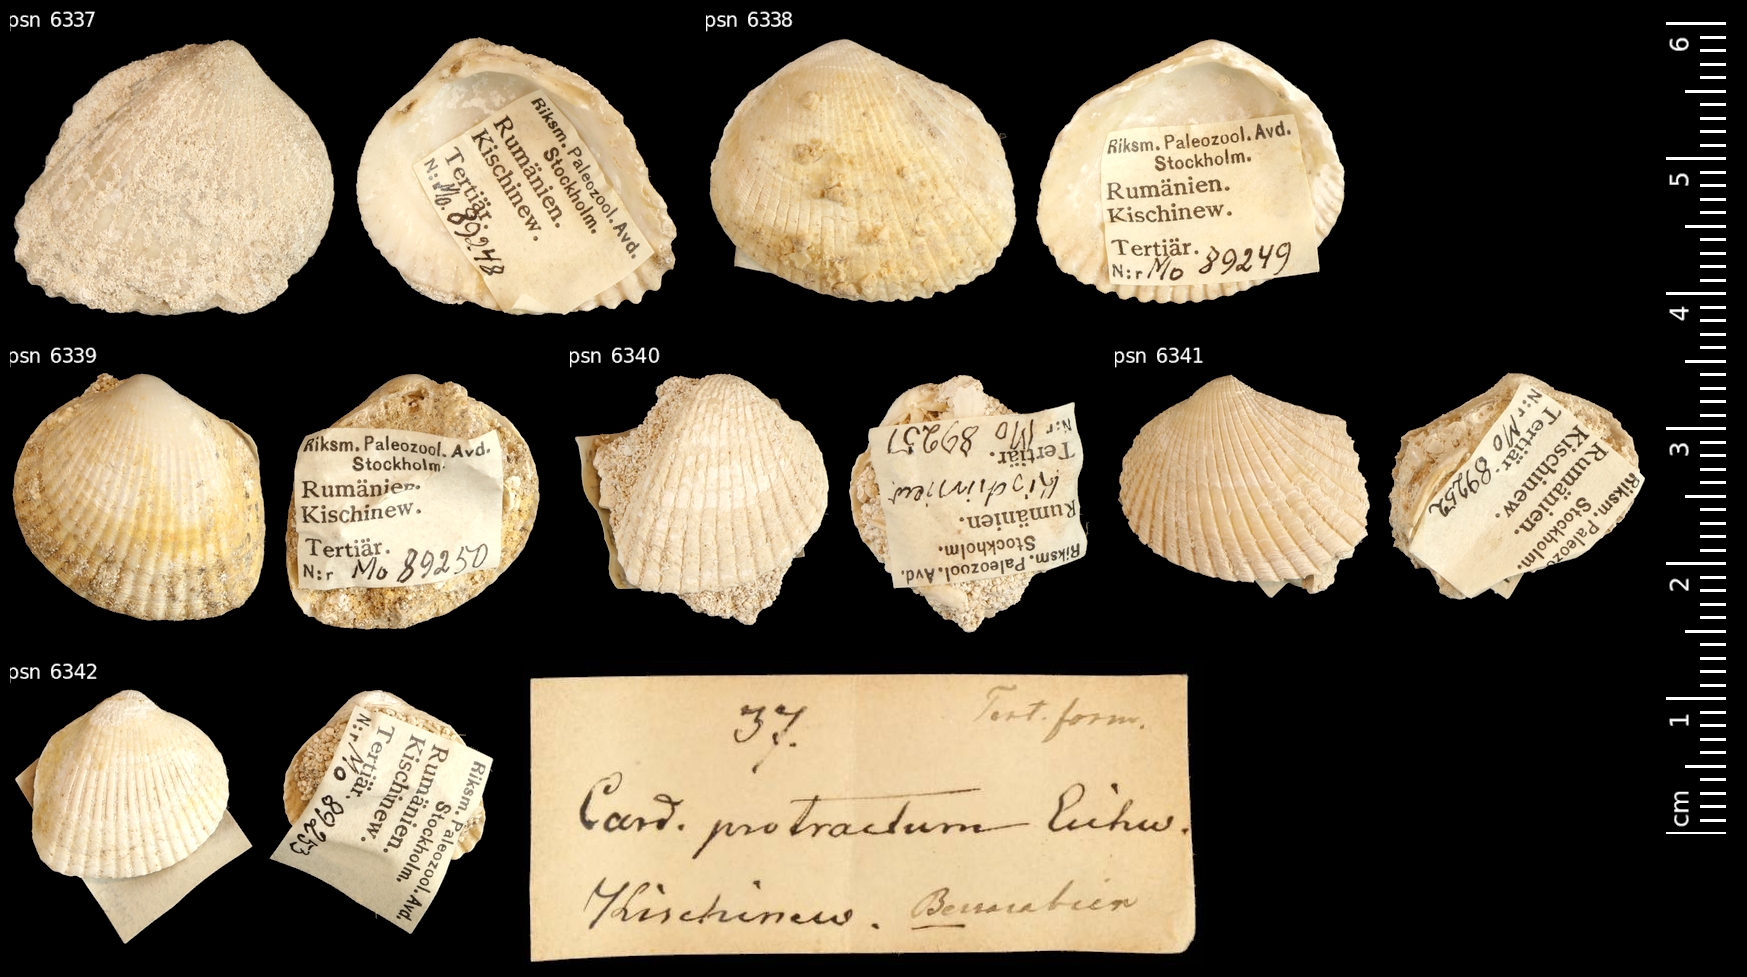 psn 6337
Riksm. Paleozool. Avd.
Stockholm.
Rumänien.
Kischinew.
Tertiär.
N:r Mo. 89248
psn 6338
Riksm. Paleozool. Avd.
Stockholm.
Rumänien.
Kischinew.
Tertiär.
N:r Mo 89249
psn 6339
Riksm. Paleozool. Avd.
Stockholm.
Rumänien.
Kischinew.
Tertiär.
N:r Mo 89250
psn 6340
Riksm. Paleozool. Avd.
Stockholm.
Rumänien.
Kischinew
Tertiär.
N:r Mo 89251
psn 6341
Riksm. Paleozo
Stockholm.
Rumänien.
Kischinew.
Tertiär.
N:r Mo 89252
psn 6342
Riksm. Paleozool. Avd.
Stockholm.
Rumänien.
Kischinew.
Tertiär.
N:r Mo 89253
37.
Tert. form.
Card. protractum Eichw.
Kischinew. Bessarabien
6
5
4
3
2
1
cm